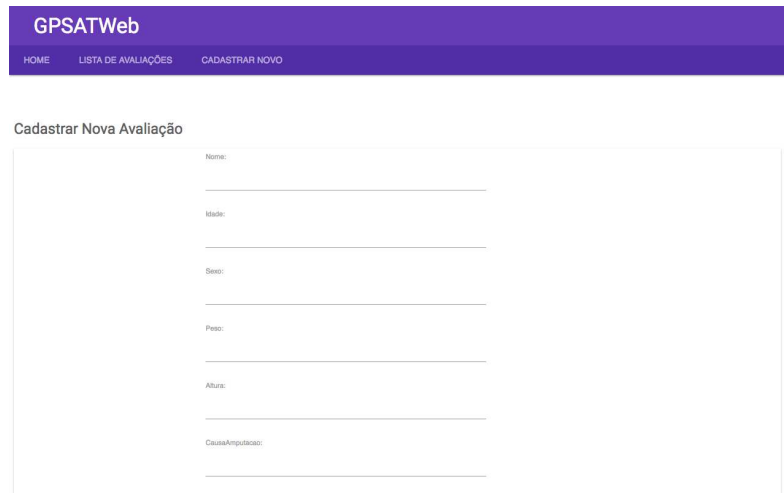 GPSATWeb
HOME LISTA DE AVALIAÇÕES CADASTRAR NOVO
Cadastrar Nova Avaliação
Nome:
Idade:
Sexo:
Peso:
Altura:
CausaAmputacao: